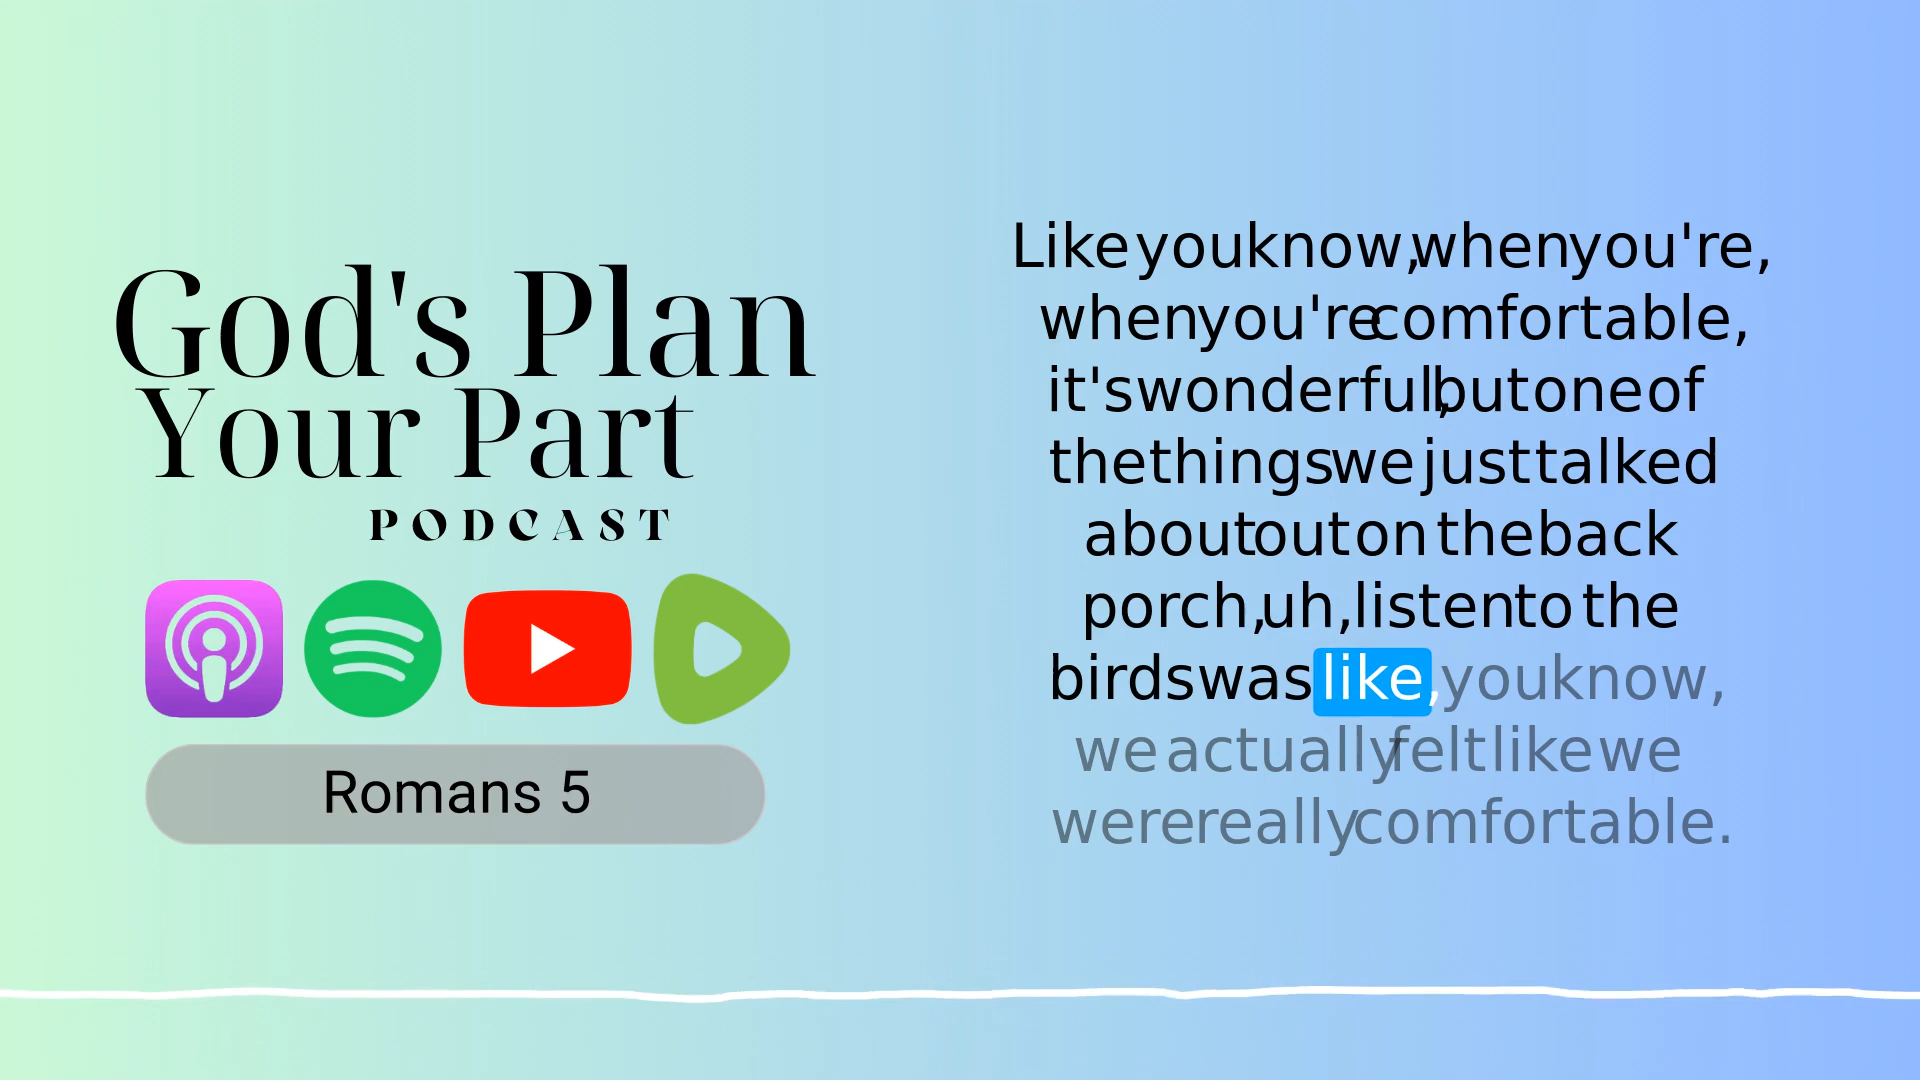 God's Plan
Your Part
PODCAST
Romans 5
Like you know, when you're,
when you're comfortable,
it's wonderful, but one of
the things we just talked
about out on the back
porch, uh, listen to the
birds was like, you know,
we actually felt like we
were really comfortable.